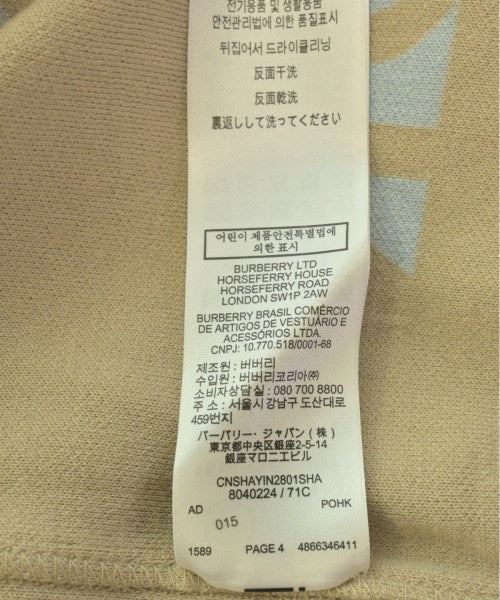 전기용품 및 생활용품
안전관리법에 의한 품질표시
뒤집어서 드라이클리닝
反面干洗
反面乾洗
裏返しして洗ってください
어린이 제품안전특별법에
의한 표시
BURBERRY LTD
HORSEFERRY HOUSE
HORSEFERRY ROAD
LONDON SW1P 2AW
BURBERRY BRASIL COMÉRCIO
DE ARTIGOS DE VESTUÁRIO E
ACESSÓRIOS LTDA.
CNPJ: 10.770.518/0001-68
제조원 : 버버리
수입원 : 버버리코리아㈜
소비자상담실 : 080 700 8800
주 소 : 서울시 강남구 도산대로
459번지
バーバリー・ジャパン（株）
東京都中央区銀座2-5-14
銀座マロニエビル
CNSHAYIN2801SHA
8040224 / 71C
AD POHK
015
1589 PAGE 4 4866346411